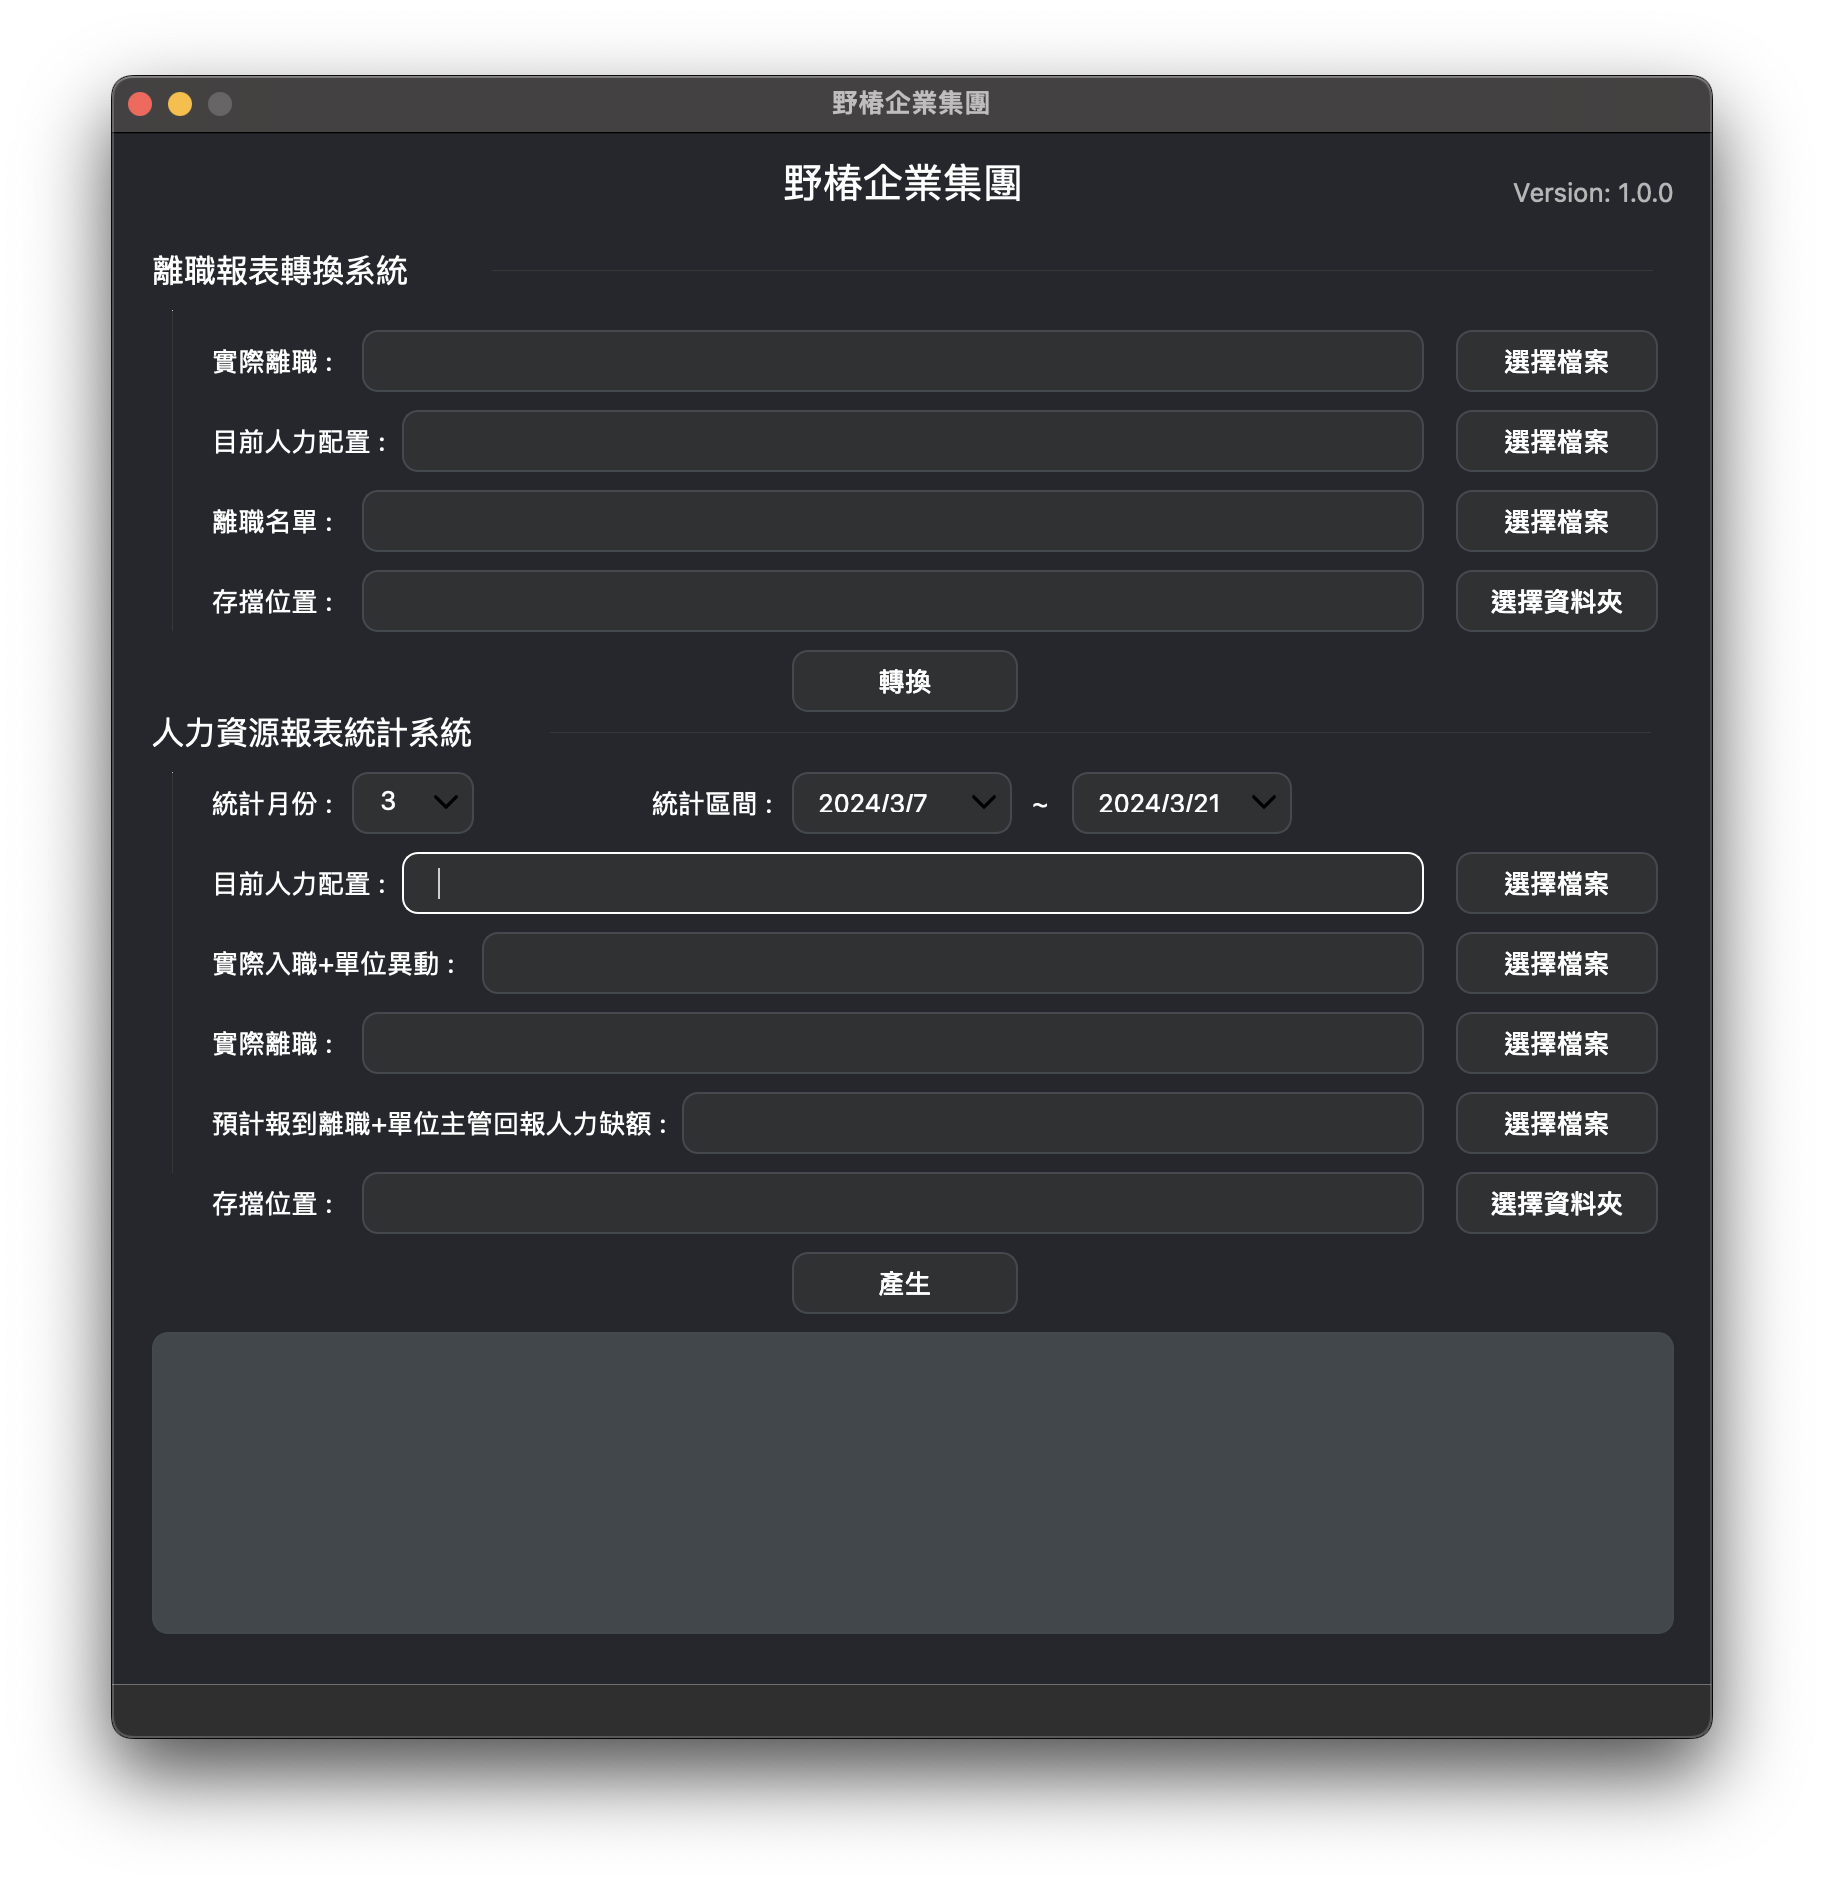 野椿企業集團
野椿企業集團
Version: 1.0.0
離職報表轉換系統
實際離職： 選擇檔案
目前人力配置： 選擇檔案
離職名單： 選擇檔案
存擋位置： 選擇資料夾
轉換
人力資源報表統計系統
統計月份： 3 統計區間： 2024/3/7 ~ 2024/3/21
目前人力配置： 選擇檔案
實際入職+單位異動： 選擇檔案
實際離職： 選擇檔案
預計報到離職+單位主管回報人力缺額： 選擇檔案
存擋位置： 選擇資料夾
產生